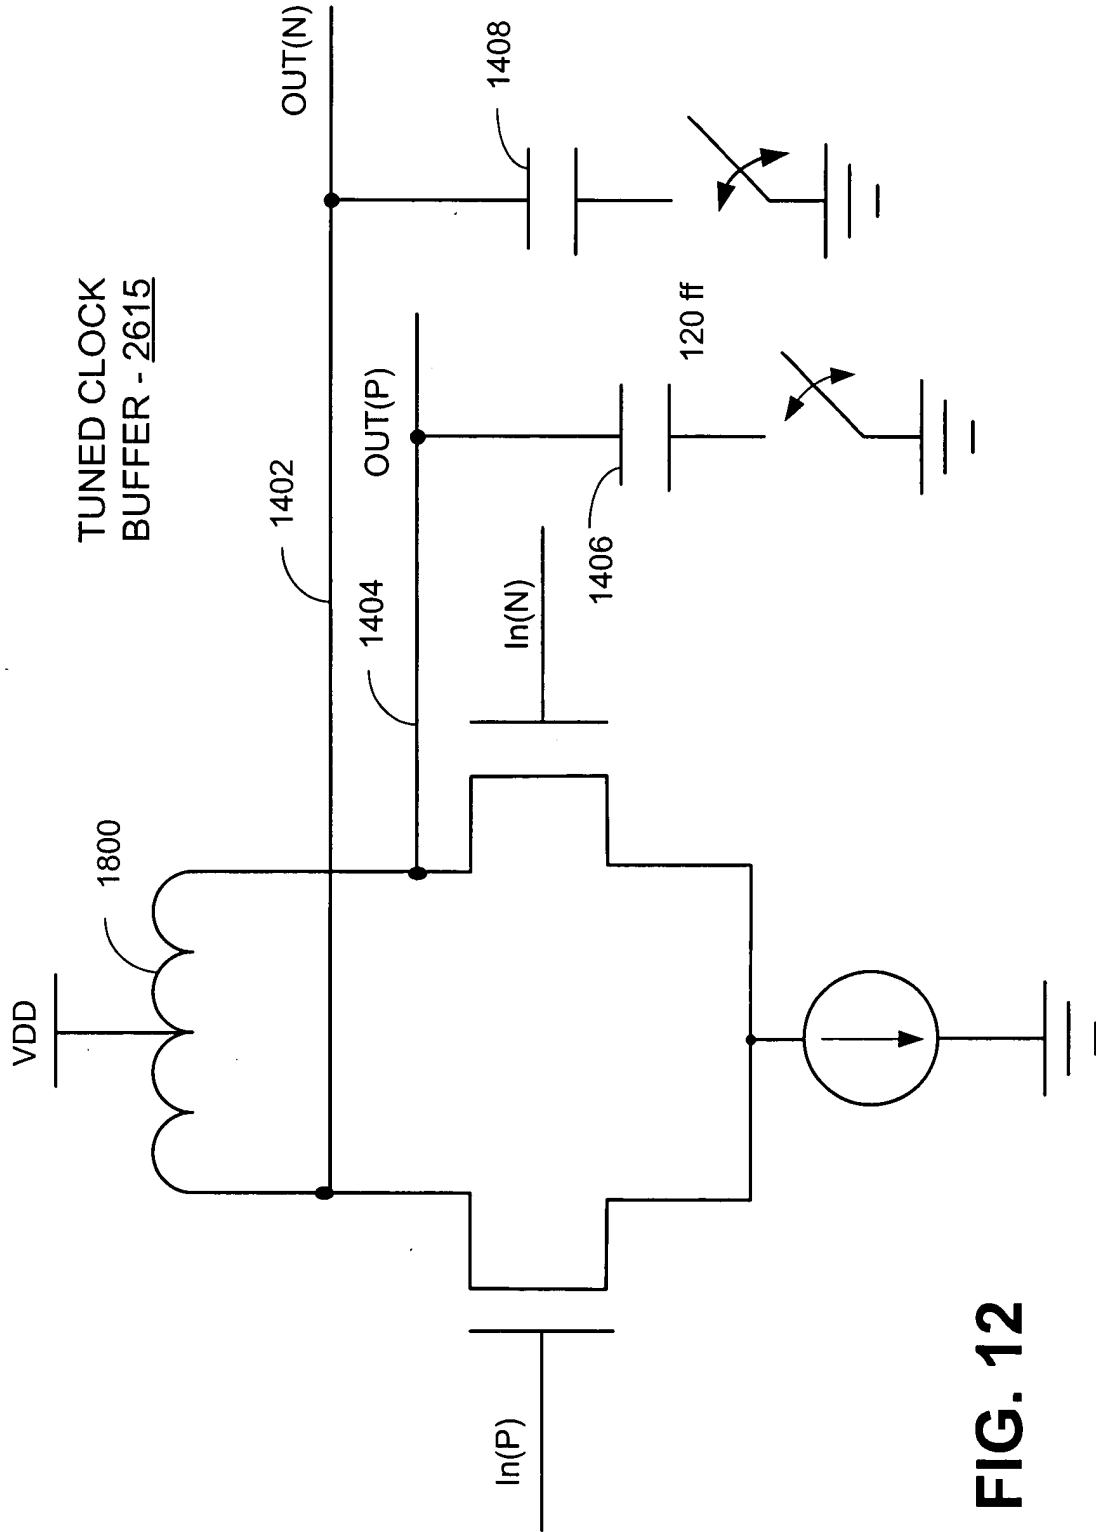 TUNED CLOCK
BUFFER - 2615
VDD
1800
1402
OUT(N)
1404
OUT(P)
1408
In(P)
In(N)
1406
120 ff
FIG. 12